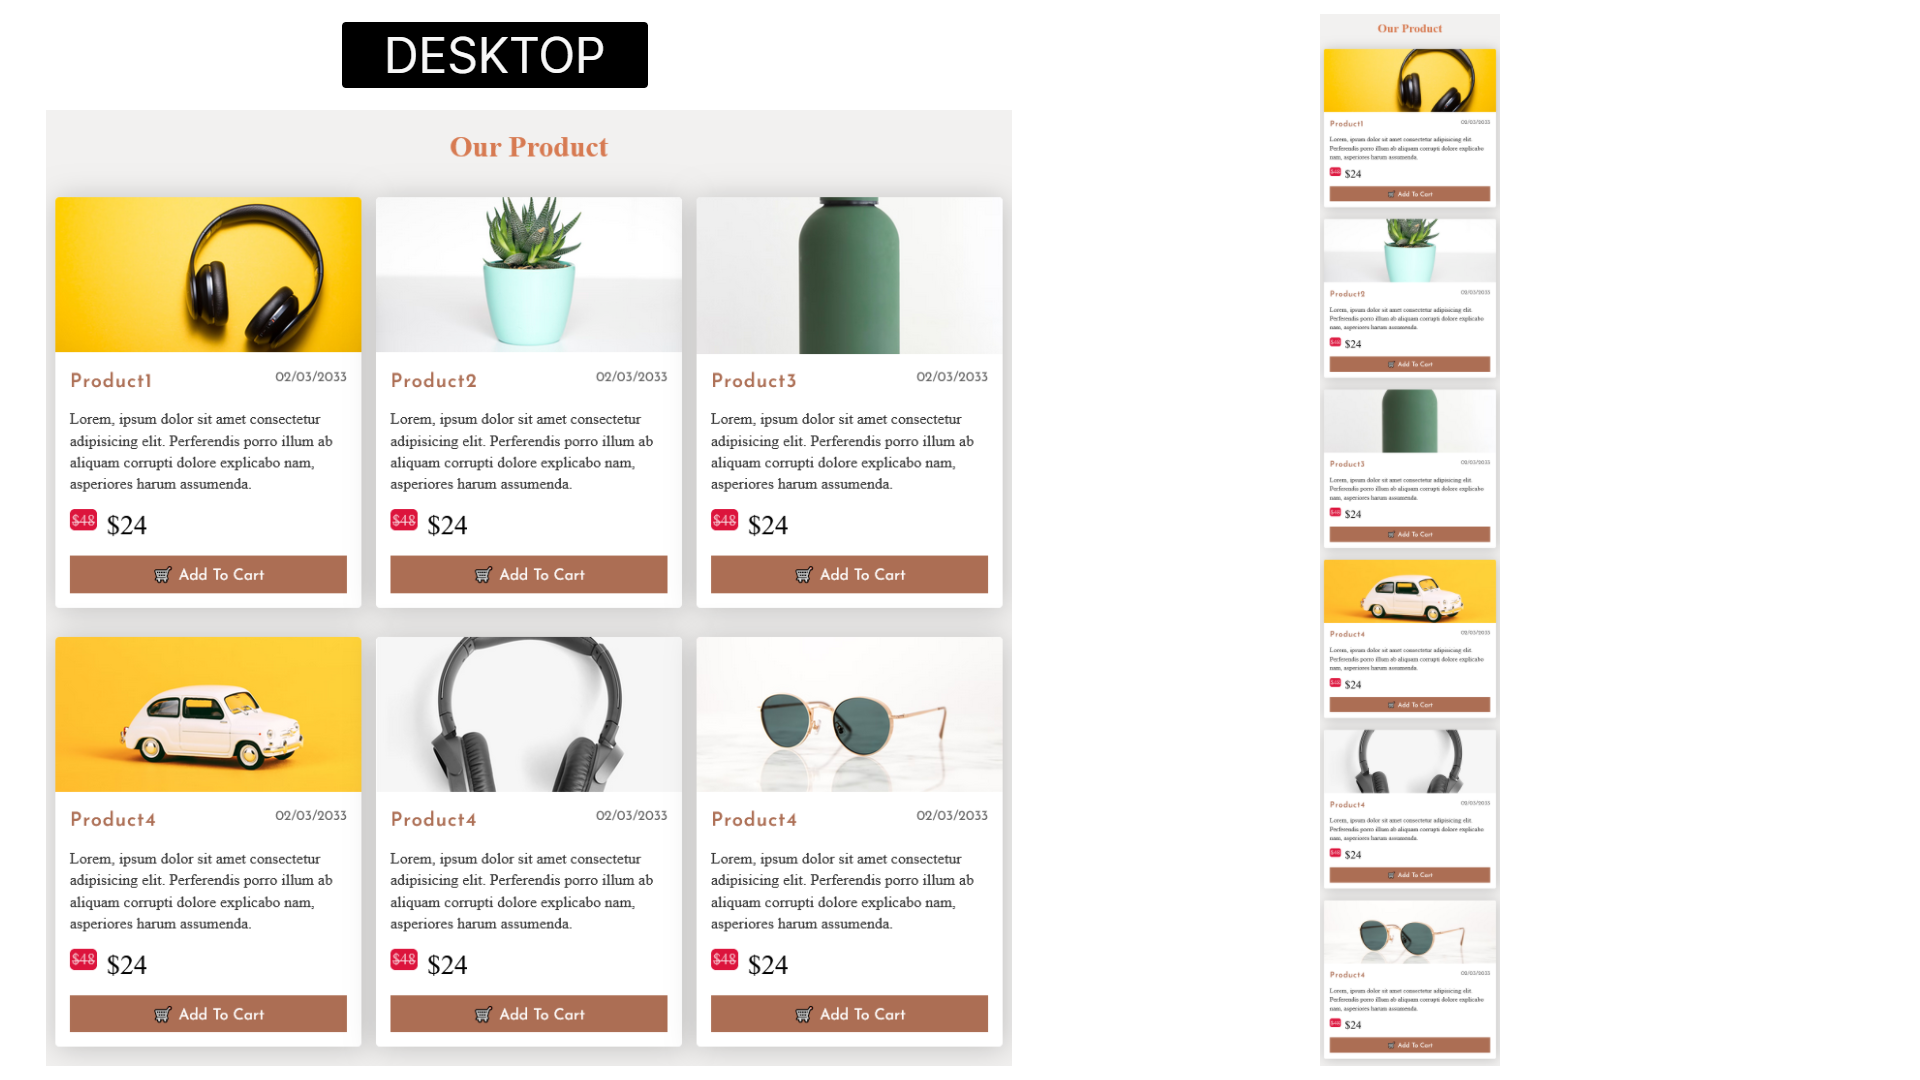 DESKTOP
Our Product
Product1 02/03/2033
Lorem, ipsum dolor sit amet consectetur
adipisicing elit. Perferendis porro illum ab
aliquam corrupti dolore explicabo nam,
asperiores harum assumenda.
$48 $24
Add To Cart
Product2 02/03/2033
Lorem, ipsum dolor sit amet consectetur
adipisicing elit. Perferendis porro illum ab
aliquam corrupti dolore explicabo nam,
asperiores harum assumenda.
$48 $24
Add To Cart
Product3 02/03/2033
Lorem, ipsum dolor sit amet consectetur
adipisicing elit. Perferendis porro illum ab
aliquam corrupti dolore explicabo nam,
asperiores harum assumenda.
$48 $24
Add To Cart
Product4 02/03/2033
Lorem, ipsum dolor sit amet consectetur
adipisicing elit. Perferendis porro illum ab
aliquam corrupti dolore explicabo nam,
asperiores harum assumenda.
$48 $24
Add To Cart
Product4 02/03/2033
Lorem, ipsum dolor sit amet consectetur
adipisicing elit. Perferendis porro illum ab
aliquam corrupti dolore explicabo nam,
asperiores harum assumenda.
$48 $24
Add To Cart
Product4 02/03/2033
Lorem, ipsum dolor sit amet consectetur
adipisicing elit. Perferendis porro illum ab
aliquam corrupti dolore explicabo nam,
asperiores harum assumenda.
$48 $24
Add To Cart
Our Product
Product1 02/03/2033
Lorem, ipsum dolor sit amet consectetur adipisicing elit.
Perferendis porro illum ab aliquam corrupti dolore explicabo
nam, asperiores harum assumenda.
$48 $24
Add To Cart
Product2 02/03/2033
Lorem, ipsum dolor sit amet consectetur adipisicing elit.
Perferendis porro illum ab aliquam corrupti dolore explicabo
nam, asperiores harum assumenda.
$48 $24
Add To Cart
Product3 02/03/2033
Lorem, ipsum dolor sit amet consectetur adipisicing elit.
Perferendis porro illum ab aliquam corrupti dolore explicabo
nam, asperiores harum assumenda.
$48 $24
Add To Cart
Product4 02/03/2033
Lorem, ipsum dolor sit amet consectetur adipisicing elit.
Perferendis porro illum ab aliquam corrupti dolore explicabo
nam, asperiores harum assumenda.
$48 $24
Add To Cart
Product4 02/03/2033
Lorem, ipsum dolor sit amet consectetur adipisicing elit.
Perferendis porro illum ab aliquam corrupti dolore explicabo
nam, asperiores harum assumenda.
$48 $24
Add To Cart
Product4 02/03/2033
Lorem, ipsum dolor sit amet consectetur adipisicing elit.
Perferendis porro illum ab aliquam corrupti dolore explicabo
nam, asperiores harum assumenda.
$48 $24
Add To Cart